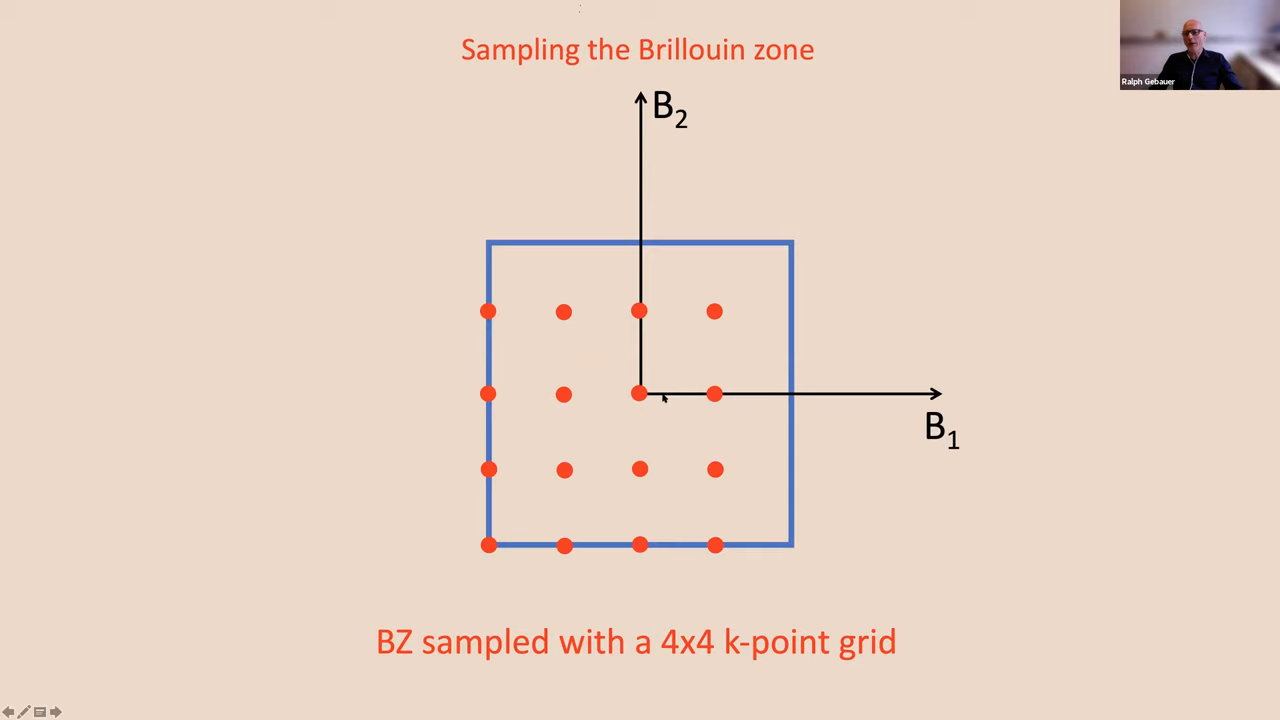 Sampling the Brillouin zone
Ralph Gebauer
B2
B1
BZ sampled with a 4x4 k-point grid